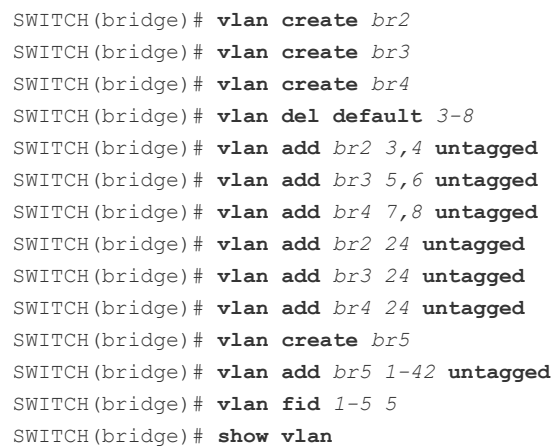 SWITCH(bridge)# vlan create br2
SWITCH(bridge)# vlan create br3
SWITCH(bridge)# vlan create br4
SWITCH(bridge)# vlan del default 3-8
SWITCH(bridge)# vlan add br2 3,4 untagged
SWITCH(bridge)# vlan add br3 5,6 untagged
SWITCH(bridge)# vlan add br4 7,8 untagged
SWITCH(bridge)# vlan add br2 24 untagged
SWITCH(bridge)# vlan add br3 24 untagged
SWITCH(bridge)# vlan add br4 24 untagged
SWITCH(bridge)# vlan create br5
SWITCH(bridge)# vlan add br5 1-42 untagged
SWITCH(bridge)# vlan fid 1-5 5
SWITCH(bridge)# show vlan